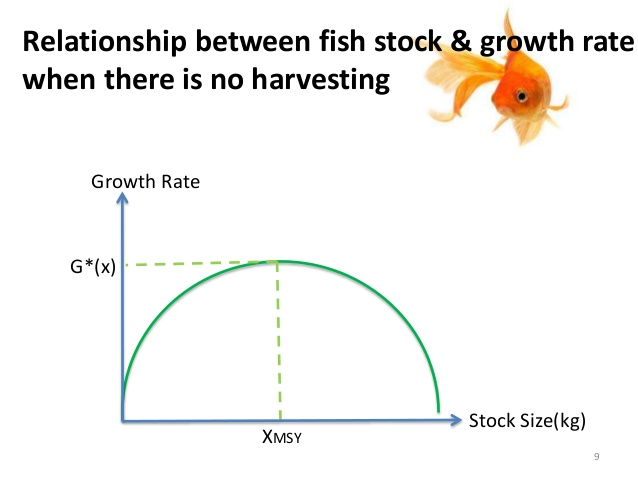 Relationship between fish stock & growth rate
when there is no harvesting
Growth Rate
G*(x)
Stock Size(kg)
XMSY
9